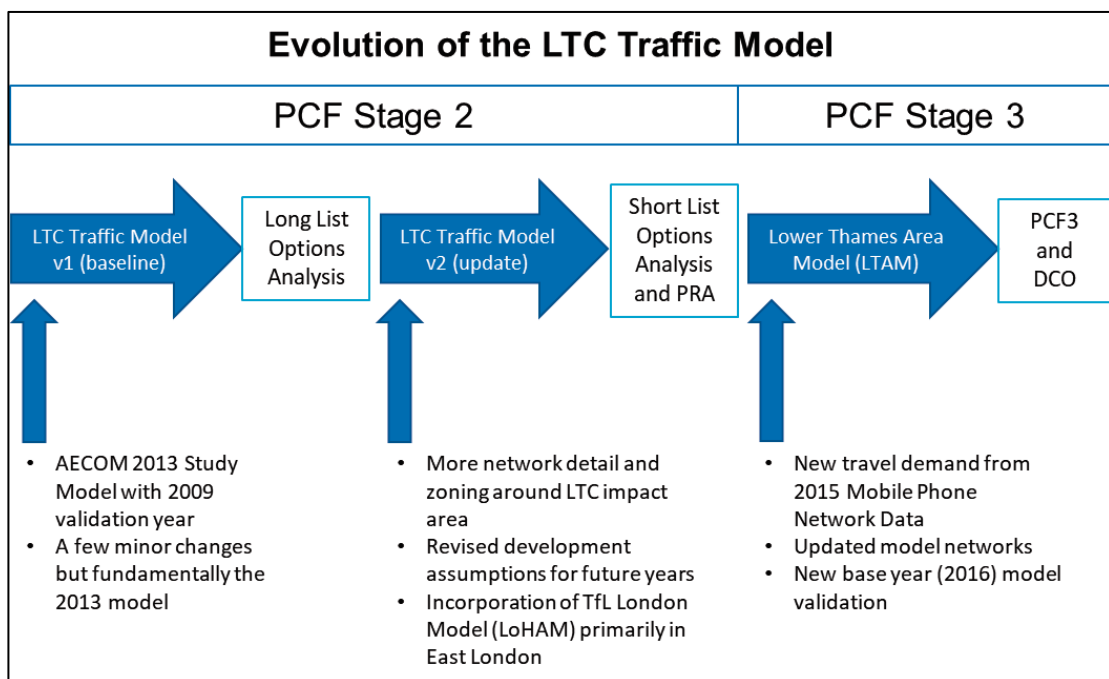 Evolution of the LTC Traffic Model
PCF Stage 2
PCF Stage 3
LTC Traffic Model
v1 (baseline)
Long List
Options
Analysis
LTC Traffic Model
v2 (update)
Short List
Options
Analysis
and PRA
Lower Thames Area
Model (LTAM)
PCF3
and
DCO
• AECOM 2013 Study
Model with 2009
validation year
• A few minor changes
but fundamentally the
2013 model
• More network detail and
zoning around LTC impact
area
• Revised development
assumptions for future years
• Incorporation of TfL London
Model (LoHAM) primarily in
East London
• New travel demand from
2015 Mobile Phone
Network Data
• Updated model networks
• New base year (2016) model
validation